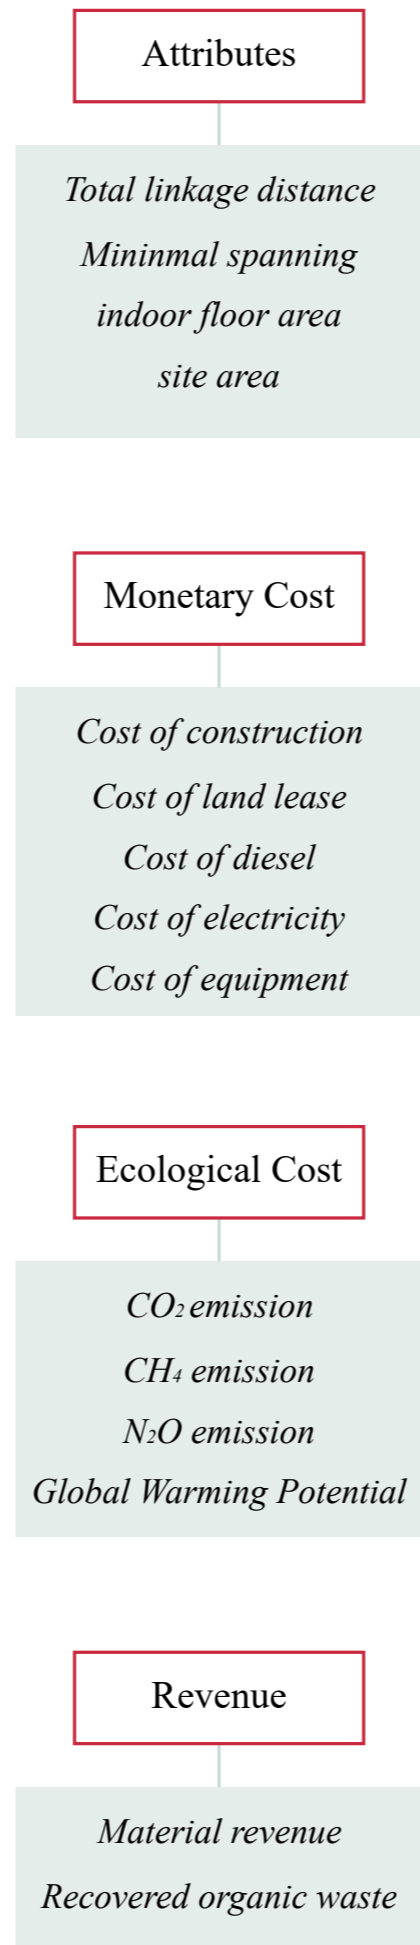 Attributes
Total linkage distance
Mininmal spanning
indoor floor area
site area
Monetary Cost
Cost of construction
Cost of land lease
Cost of diesel
Cost of electricity
Cost of equipment
Ecological Cost
CO₂ emission
CH₄ emission
N₂O emission
Global Warming Potential
Revenue
Material revenue
Recovered organic waste